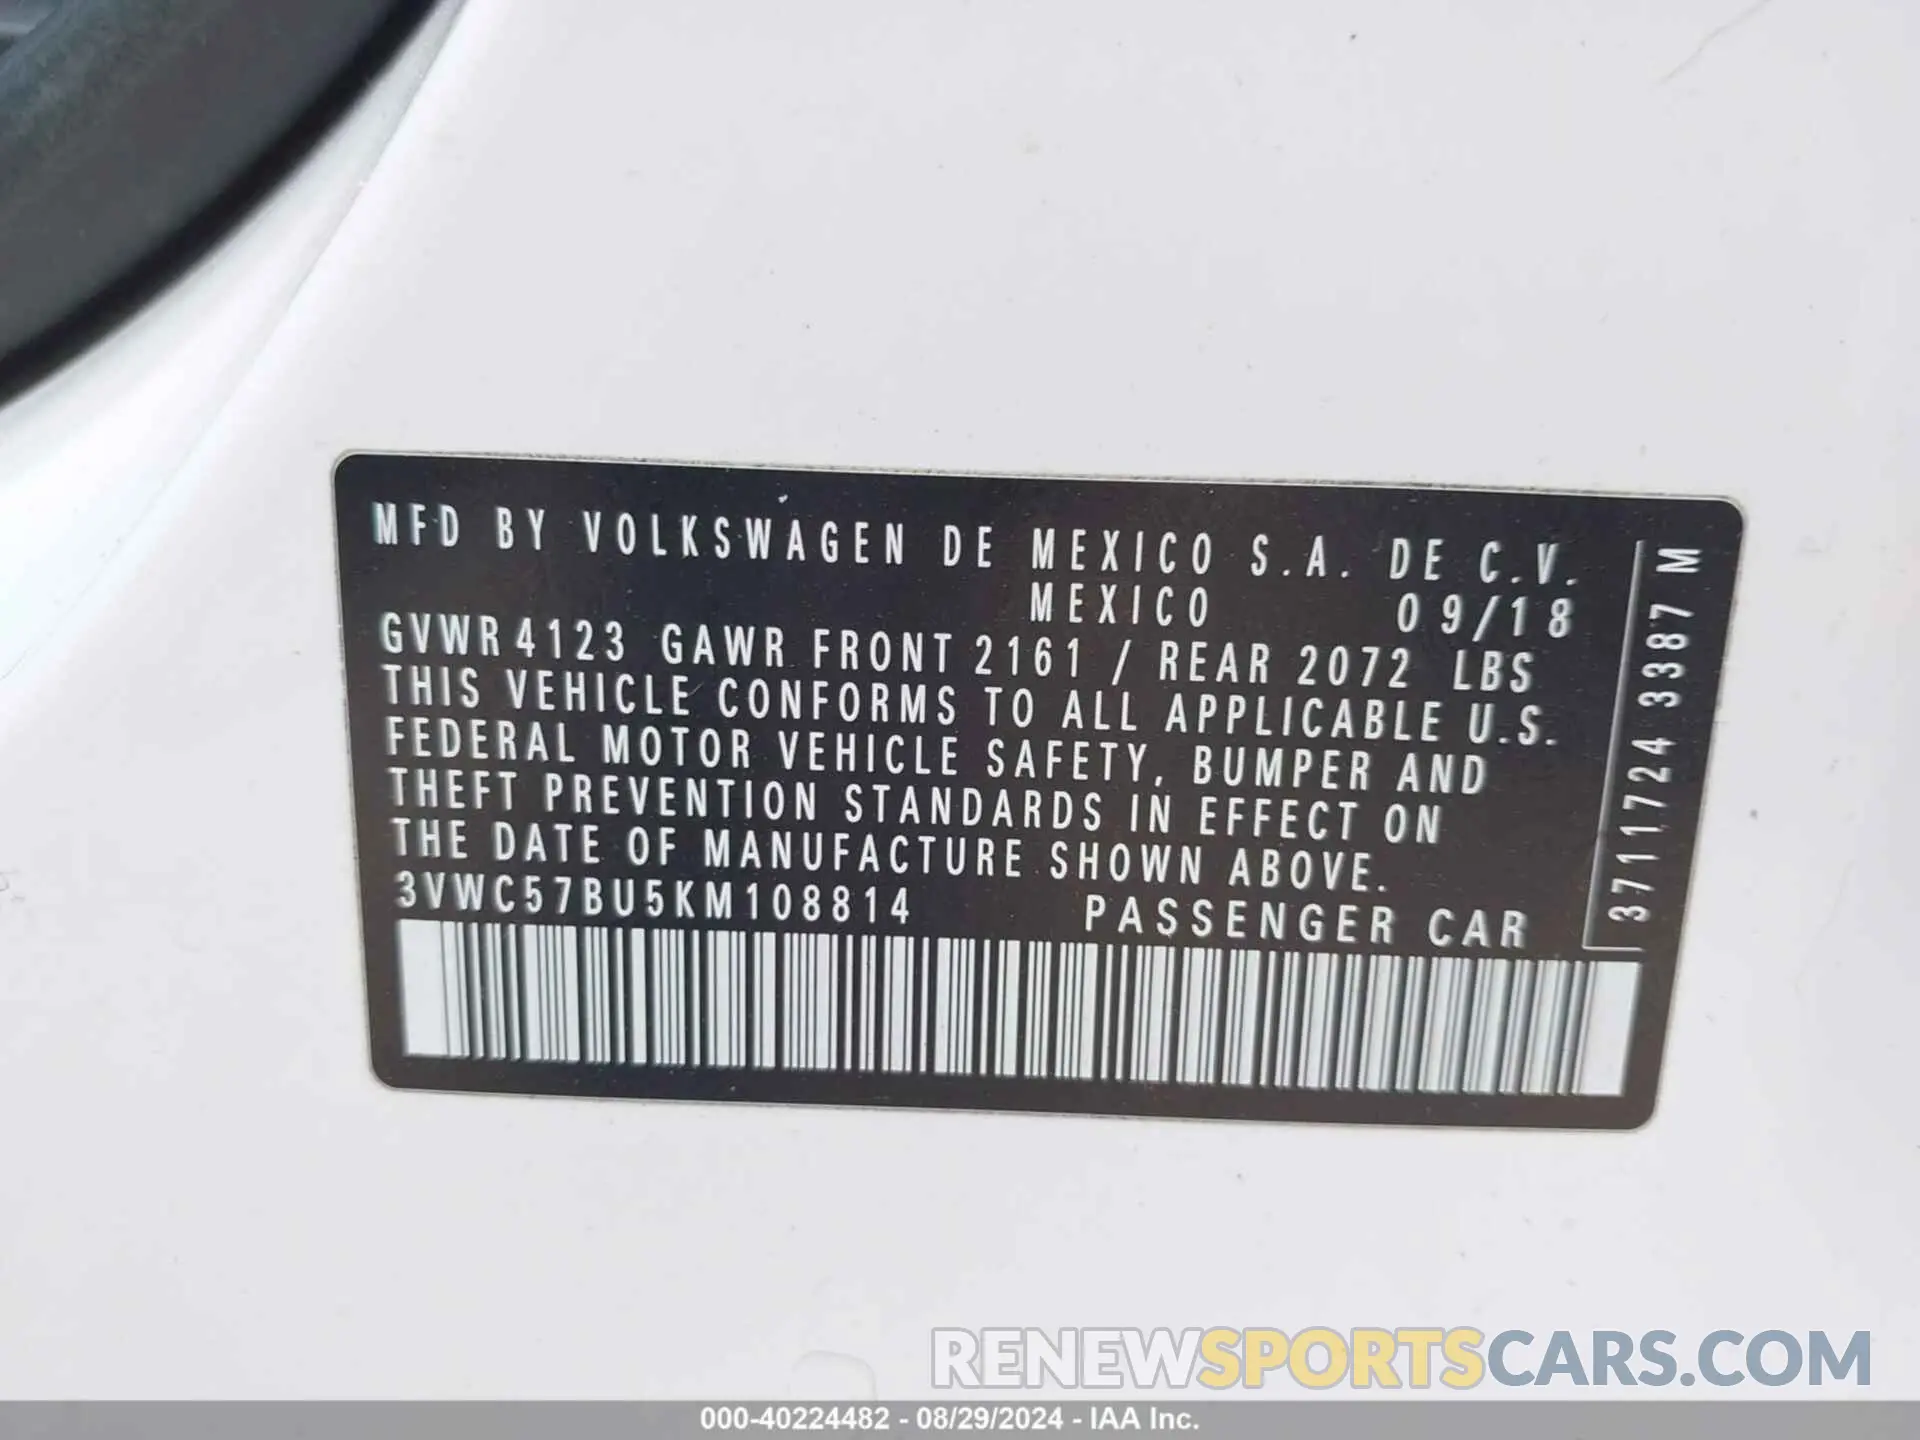 MFD BY VOLKSWAGEN DE MEXICO S.A. DE C.V.
MEXICO 09/18
GVWR 4123 GAWR FRONT 2161 / REAR 2072 LBS
THIS VEHICLE CONFORMS TO ALL APPLICABLE U.S.
FEDERAL MOTOR VEHICLE SAFETY, BUMPER AND
THEFT PREVENTION STANDARDS IN EFFECT ON
THE DATE OF MANUFACTURE SHOWN ABOVE.
3VWC57BU5KM108814 PASSENGER CAR
3711724 3387 M
RENEWSPORTSCARS.COM
000-40224482 - 08/29/2024 - IAA Inc.